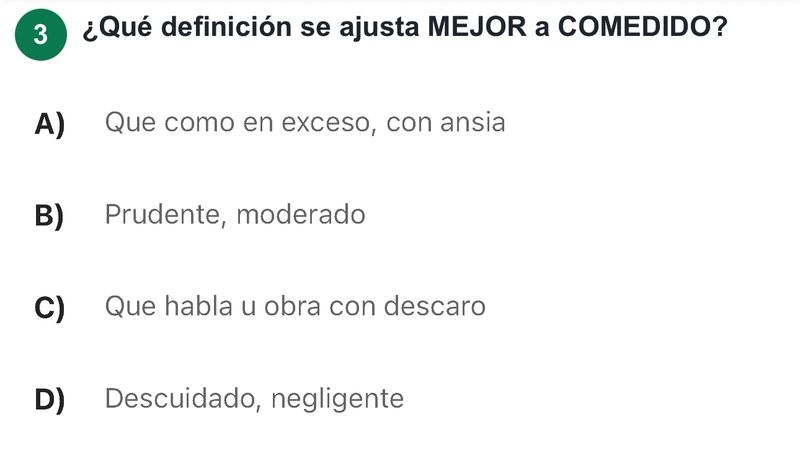 3 ¿Qué definición se ajusta MEJOR a COMEDIDO?
A) Que como en exceso, con ansia
B) Prudente, moderado
C) Que habla u obra con descaro
D) Descuidado, negligente